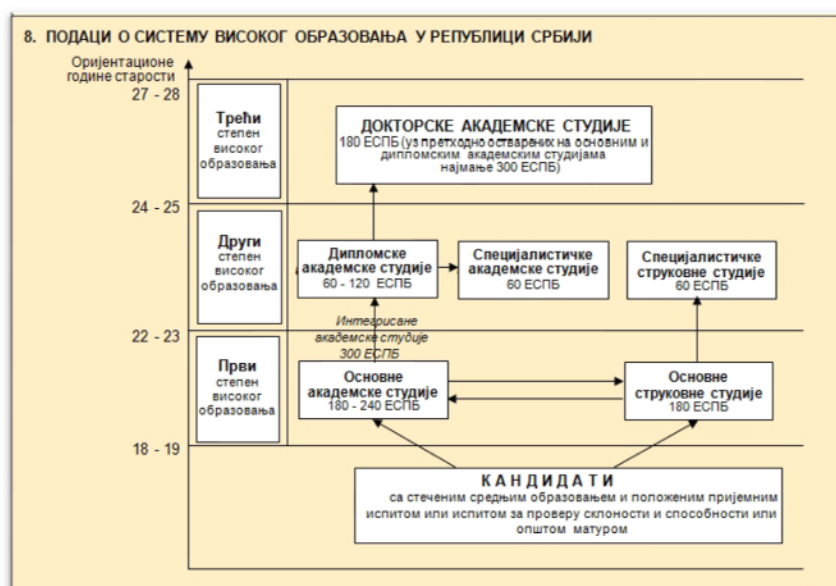 8. ПОДАЦИ О СИСТЕМУ ВИСОКОГ ОБРАЗОВАЊА У РЕПУБЛИЦИ СРБИЈИ
Оријентационе
године старости
27 - 28
Трећи
степен
високог
образовања
ДОКТОРСКЕ АКАДЕМСКЕ СТУДИЈЕ
180 ЕСПБ (уз претходно остварених на основним и
дипломским академским студијама
најмање 300 ЕСПБ)
24 - 25
Други
степен
високог
образовања
Дипломске
академске студије
60 - 120 ЕСПБ
Специјалистичке
академске студије
60 ЕСПБ
Специјалистичке
струковне студије
60 ЕСПБ
22 - 23
Интегрисане
академске студије
300 ЕСПБ
Први
степен
високог
образовања
Основне
академске студије
180 - 240 ЕСПБ
Основне
струковне студије
180 ЕСПБ
18 - 19
КАНДИДАТИ
са стеченим средњим образовањем и положеним пријемним
испитом или испитом за проверу склоности и способности или
општом матуром